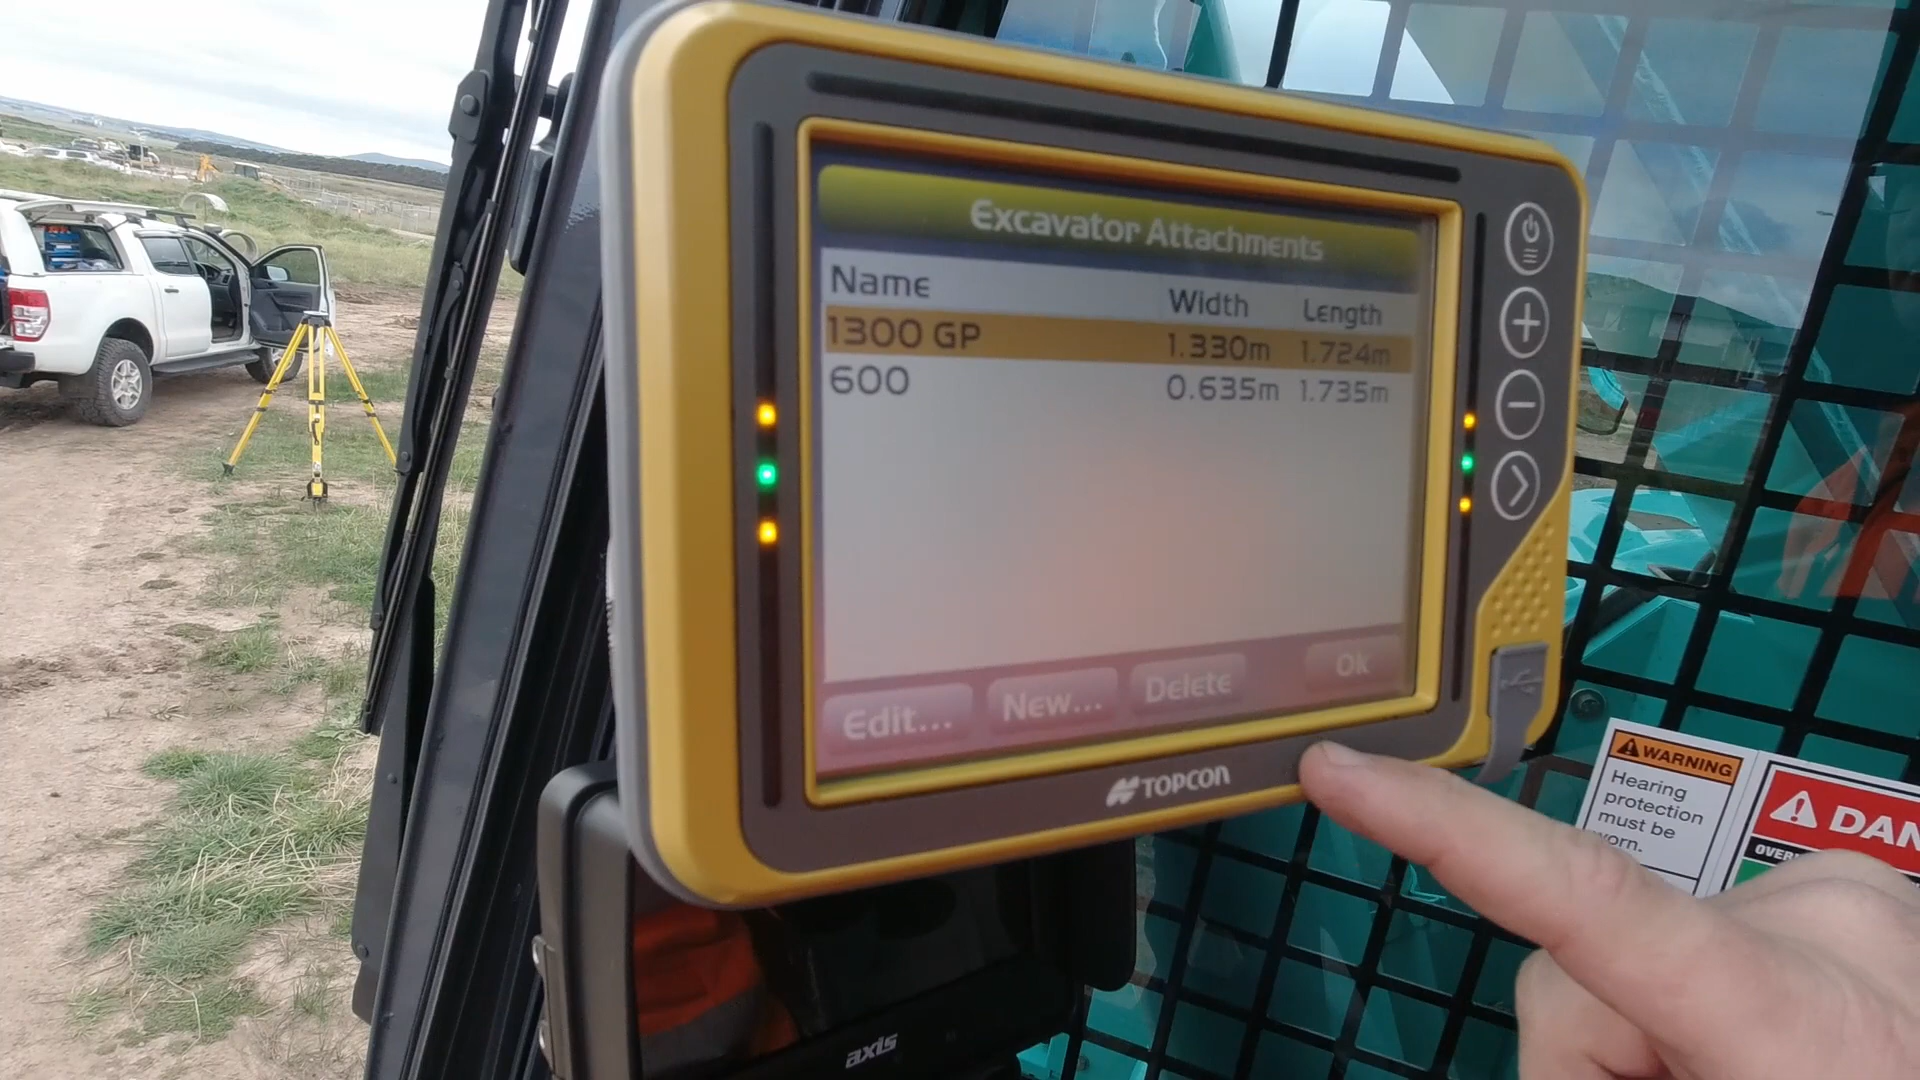 Excavator Attachments
Name Width Length
1300 GP 1.330m 1.724m
600 0.635m 1.735m
Edit... New... Delete Ok
TOPCON
WARNING
Hearing
protection
must be
worn.
DAN
OVER
axis